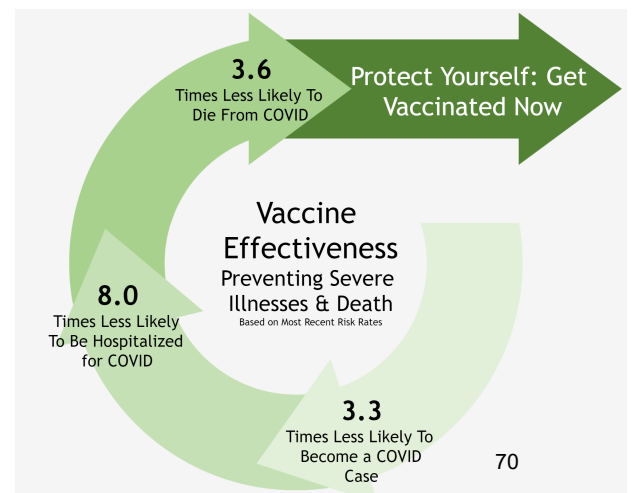 3.6
Times Less Likely To
Die From COVID
Protect Yourself: Get
Vaccinated Now
Vaccine
Effectiveness
Preventing Severe
Illnesses & Death
Based on Most Recent Risk Rates
8.0
Times Less Likely
To Be Hospitalized
for COVID
3.3
Times Less Likely To
Become a COVID
Case
70